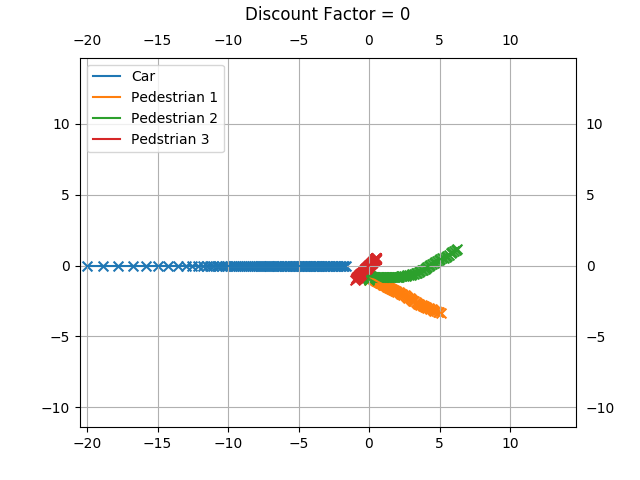 Discount Factor = 0
−20 −15 −10 −5 0 5 10
Car
Pedestrian 1
Pedestrian 2
Pedstrian 3
10 10
5 5
0 0
−5 −5
−10 −10
−20 −15 −10 −5 0 5 10